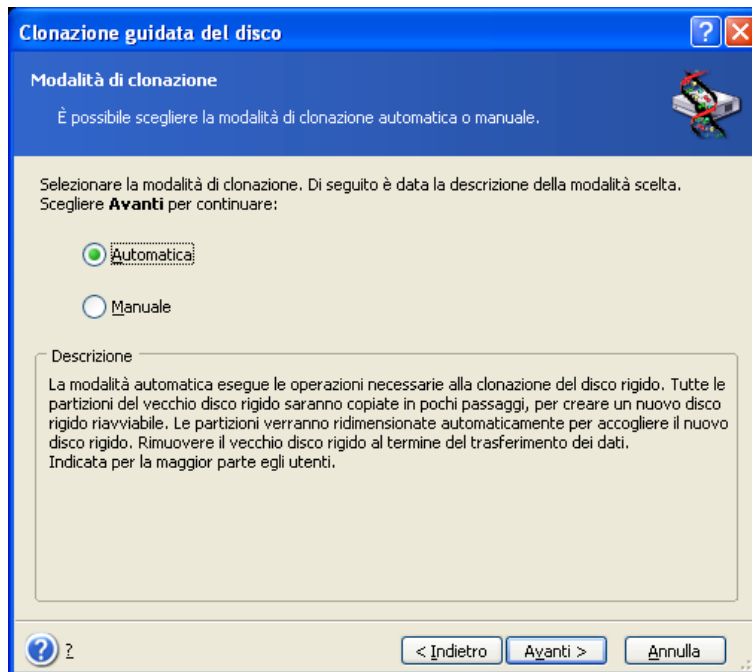 Clonazione guidata del disco
Modalità di clonazione
È possibile scegliere la modalità di clonazione automatica o manuale.
Selezionare la modalità di clonazione. Di seguito è data la descrizione della modalità scelta.
Scegliere Avanti per continuare:
Automatica
Manuale
Descrizione
La modalità automatica esegue le operazioni necessarie alla clonazione del disco rigido. Tutte le
partizioni del vecchio disco rigido saranno copiate in pochi passaggi, per creare un nuovo disco
rigido riavviabile. Le partizioni verranno ridimensionate automaticamente per accogliere il nuovo
disco rigido. Rimuovere il vecchio disco rigido al termine del trasferimento dei dati.
Indicata per la maggior parte egli utenti.
? < Indietro Avanti > Annulla